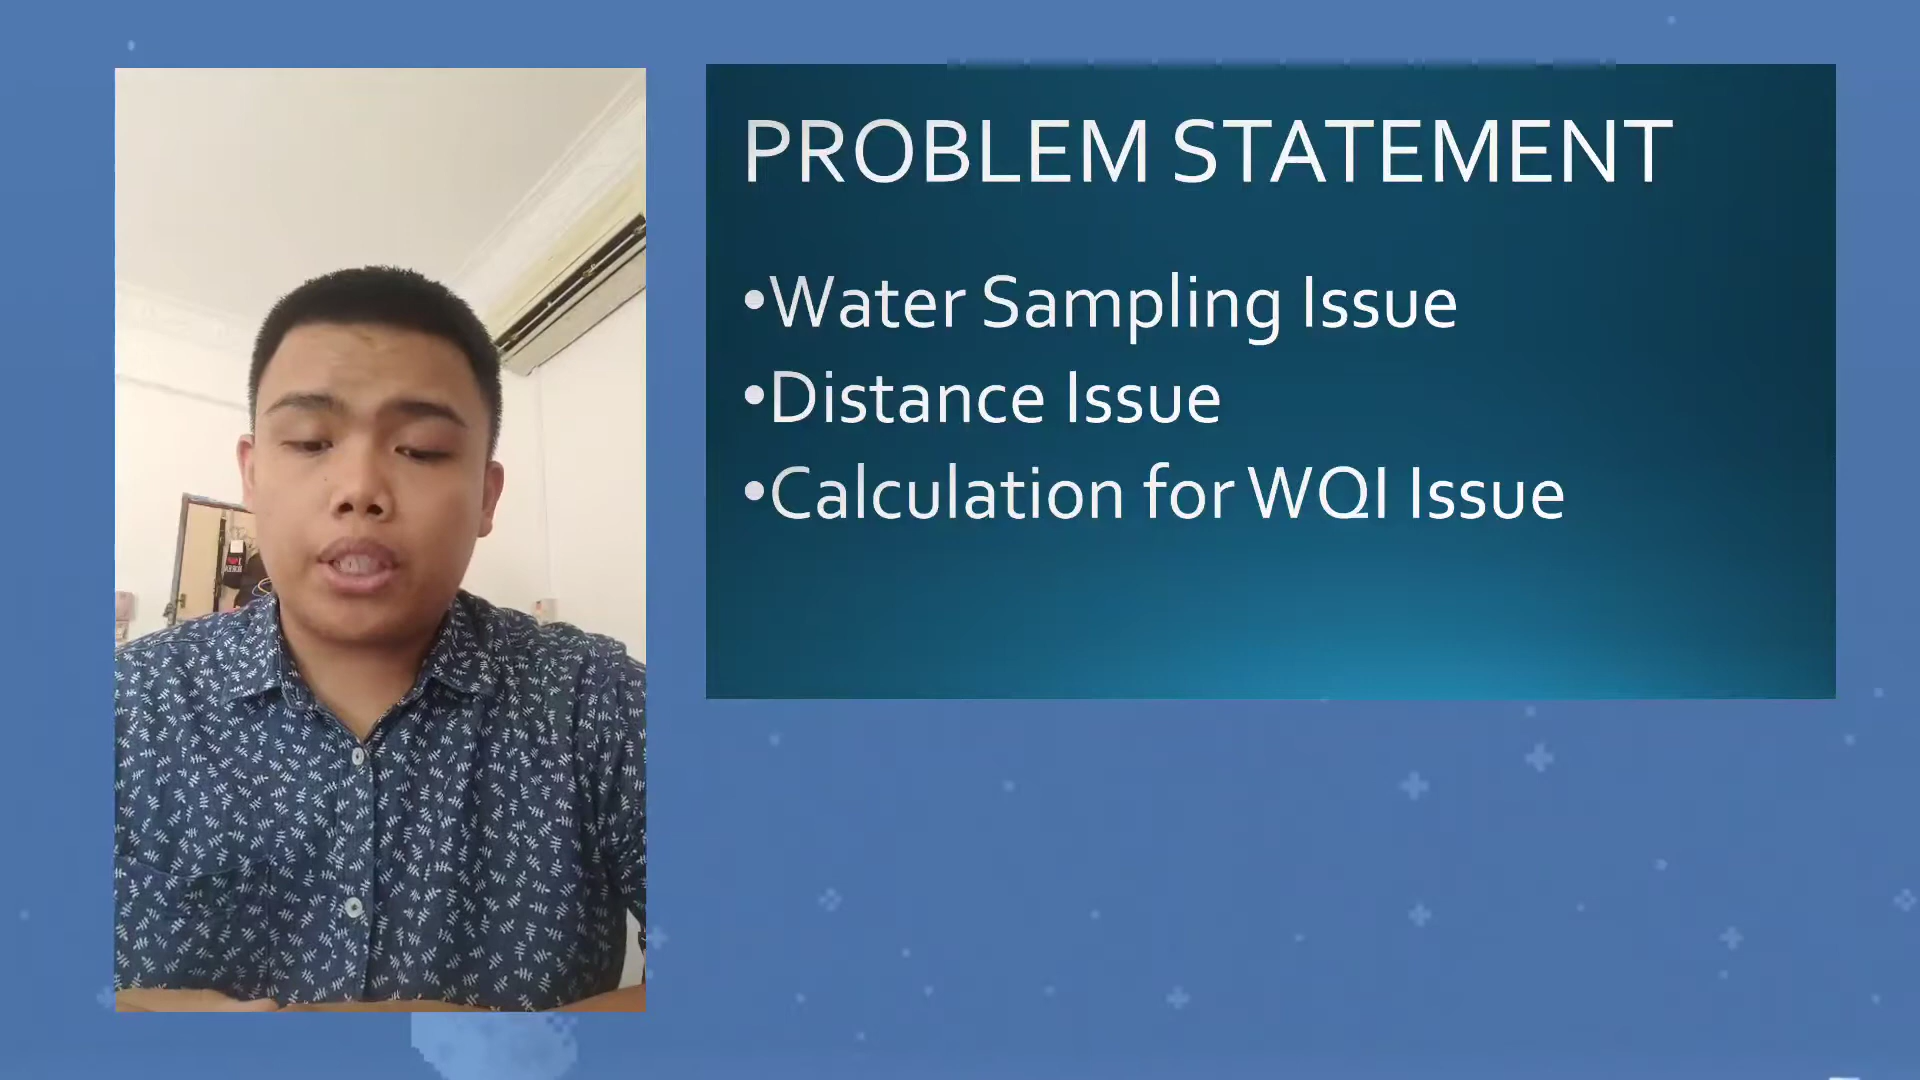 PROBLEM STATEMENT
•Water Sampling Issue
•Distance Issue
•Calculation for WQI Issue